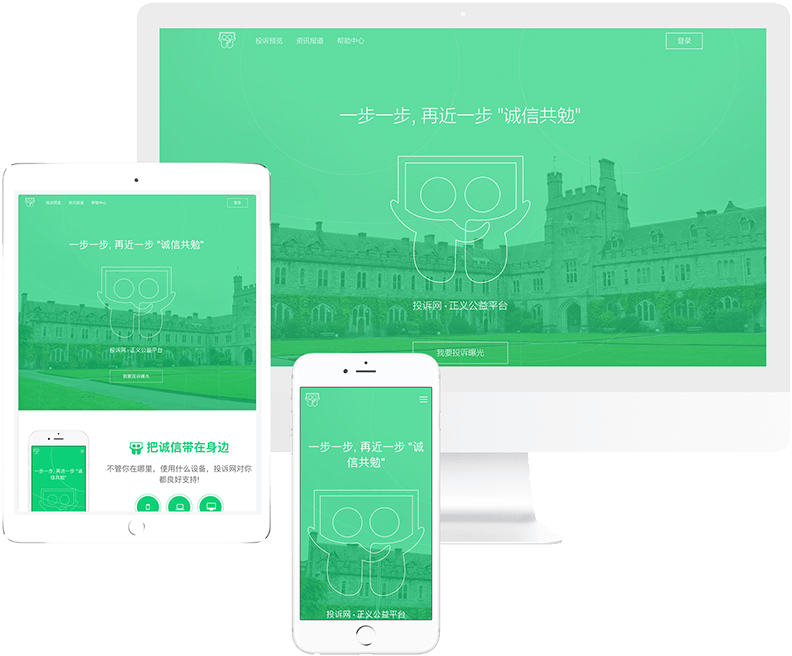 投诉预览 资讯报道 帮助中心 登录
一步一步, 再近一步 "诚信共勉"
投诉网 · 正义公益平台
我要投诉曝光
投诉预览 资讯报道 帮助中心 登录
一步一步, 再近一步 "诚信共勉"
投诉网 · 正义公益平台
我要投诉曝光
把诚信带在身边
不管你在哪里，使用什么设备，投诉网对你
都良好支持!
一步一步, 再近一步 "诚
信共勉"
一步一步, 再近一步 "诚
信共勉"
投诉网 · 正义公益平台